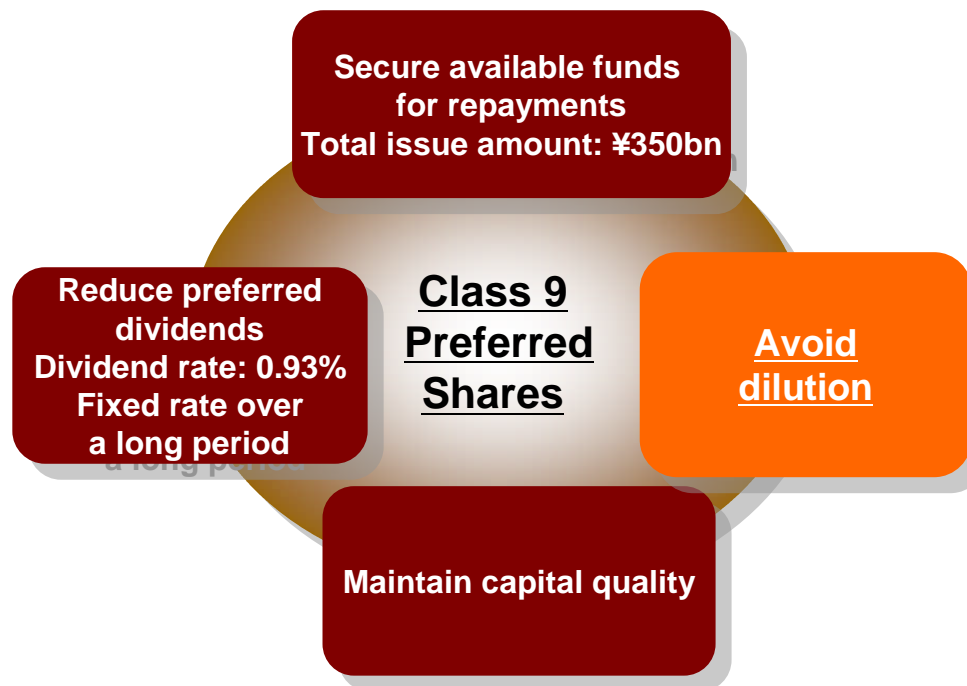 Secure available funds
for repayments
Total issue amount: ¥350bn
Reduce preferred
dividends
Dividend rate: 0.93%
Fixed rate over
a long period
Class 9
Preferred
Shares
Avoid
dilution
Maintain capital quality